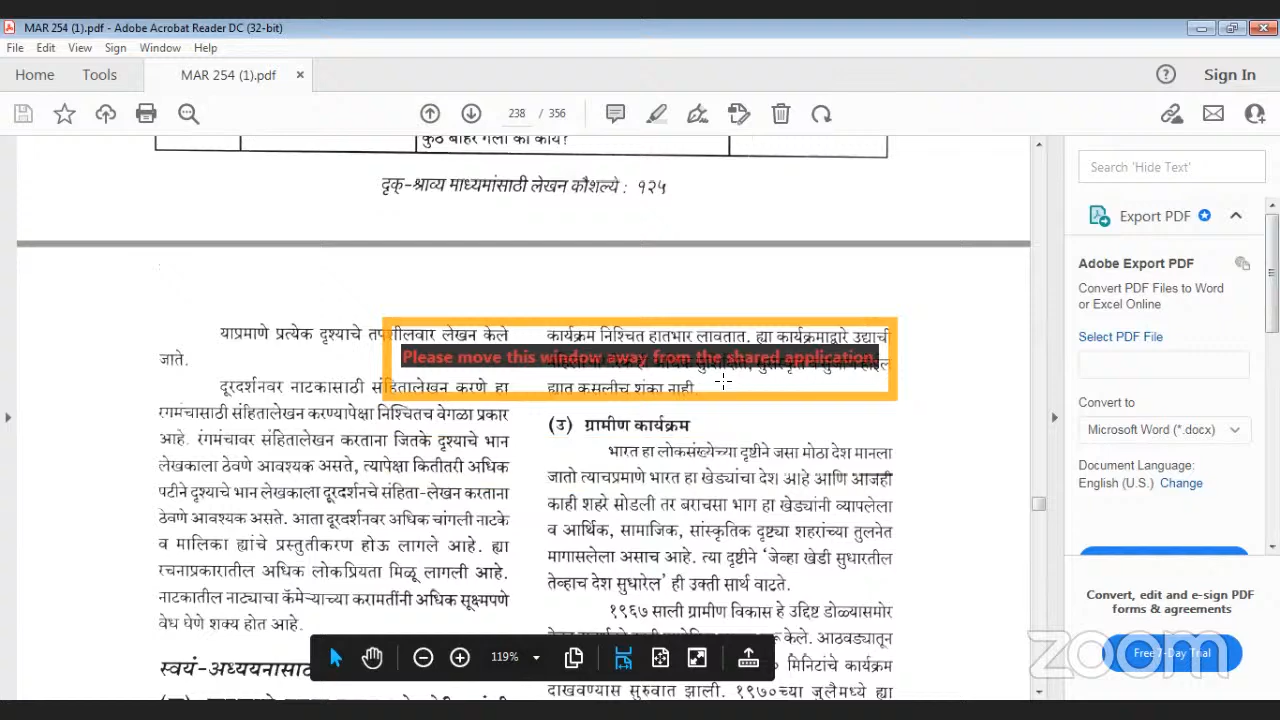 MAR 254 (1).pdf - Adobe Acrobat Reader DC (32-bit)
File Edit View Sign Window Help
Home Tools MAR 254 (1).pdf × Sign In
238 / 356
कुठे बाहेर गेला की काय?
दृक्-श्राव्य माध्यमांसाठी लेखन कौशल्ये : १२५
याप्रमाणे प्रत्येक दृश्याचे तपशीलवार लेखन केले
जाते.
दूरदर्शनवर नाटकासाठी संहितालेखन करणे हा
रंगमंचासाठी संहितालेखन करण्यापेक्षा निश्चितच वेगळा प्रकार
आहे. रंगमंचावर संहितालेखन करताना जितके दृश्याचे भान
लेखकाला ठेवणे आवश्यक असते, त्यापेक्षा कितीतरी अधिक
पटीने दृश्याचे भान लेखकाला दूरदर्शनचे संहिता-लेखन करताना
ठेवणे आवश्यक असते. आता दूरदर्शनवर अधिक चांगली नाटके
व मालिका ह्यांचे प्रस्तुतीकरण होऊ लागले आहे. ह्या
रचनाप्रकारातील अधिक लोकप्रियता मिळू लागली आहे.
नाटकातील नाट्याचा कॅमेऱ्याच्या करामतींनी अधिक सूक्ष्मपणे
वेध घेणे शक्य होत आहे.
स्वयं-अध्ययनासा
कार्यक्रम निश्चित हातभार लावतात. ह्या कार्यक्रमाद्वारे उद्याची
Please move this window away from the shared application.
ह्यात कसलीच शंका नाही.
(उ) ग्रामीण कार्यक्रम
भारत हा लोकसंख्येच्या दृष्टीने जसा मोठा देश मानला
जातो त्याचप्रमाणे भारत हा खेड्यांचा देश आहे आणि आजही
काही शहरे सोडली तर बराचसा भाग हा खेड्यांनी व्यापलेला
व आर्थिक, सामाजिक, सांस्कृतिक दृष्ट्या शहरांच्या तुलनेत
मागासलेला असाच आहे. त्या दृष्टीने ‘जेव्हा खेडी सुधारतील
तेव्हाच देश सुधारेल’ ही उक्ती सार्थ वाटते.
१९६७ साली ग्रामीण विकास हे उद्दिष्ट डोळ्यासमोर
केले. आठवड्यातून
मिनिटांचे कार्यक्रम
दाखवण्यास सुरुवात झाली. १९७०च्या जुलैमध्ये ह्या
119%
Search 'Hide Text'
Export PDF
Adobe Export PDF
Convert PDF Files to Word
or Excel Online
Select PDF File
Convert to
Microsoft Word (*.docx)
Document Language:
English (U.S.) Change
Convert, edit and e-sign PDF
forms & agreements
Free 7-Day Trial
zoom